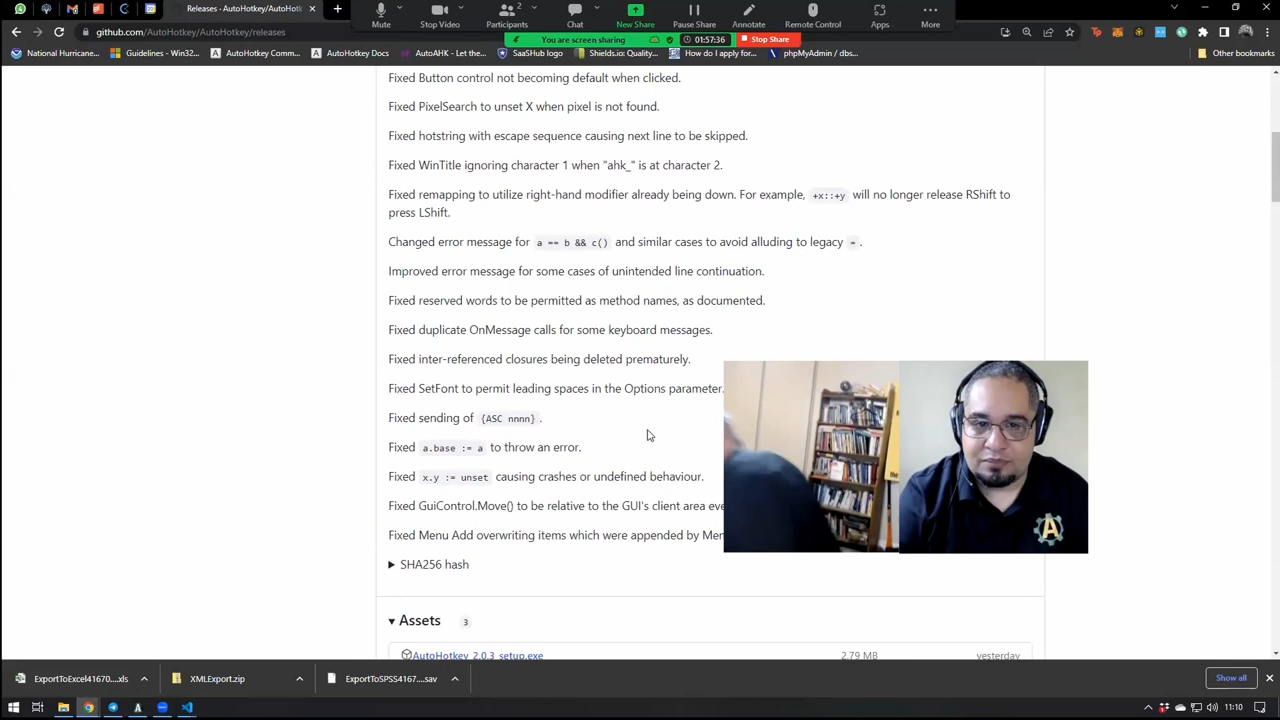 Releases · AutoHotkey/AutoHotk
Mute
Stop Video
2
Participants
Chat
New Share
Pause Share
Annotate
Remote Control
Apps
More
You are screen sharing
01:57:36
Stop Share
github.com/AutoHotkey/AutoHotkey/releases
National Hurrne...
Guidelines - Win32...
AutoHotkey Comm...
AutoHotkey Docs
AutoAHK - Let the...
SaaSHub logo
Shields.io: Quality...
How do I apply for...
phpMyAdmin / dbs...
Other bookmarks
Fixed Button control not becoming default when clicked.
Fixed PixelSearch to unset X when pixel is not found.
Fixed hotstring with escape sequence causing next line to be skipped.
Fixed WinTitle ignoring character 1 when "ahk_" is at character 2.
Fixed remapping to utilize right-hand modifier already being down. For example, +x::+y will no longer release RShift to
press LShift.
Changed error message for a == b && c() and similar cases to avoid alluding to legacy = .
Improved error message for some cases of unintended line continuation.
Fixed reserved words to be permitted as method names, as documented.
Fixed duplicate OnMessage calls for some keyboard messages.
Fixed inter-referenced closures being deleted prematurely.
Fixed SetFont to permit leading spaces in the Options parameter.
Fixed sending of {ASC nnnn} .
Fixed a.base := a to throw an error.
Fixed x.y := unset causing crashes or undefined behaviour.
Fixed GuiControl.Move() to be relative to the GUI's client area eve
Fixed Menu Add overwriting items which were appended by Men
SHA256 hash
Assets 3
AutoHotkey_2.0.3_setup.exe
2.79 MB
yesterday
A
ExportToExcel41670....xls
XMLExport.zip
ExportToSPSS4167....sav
Show all
11:10